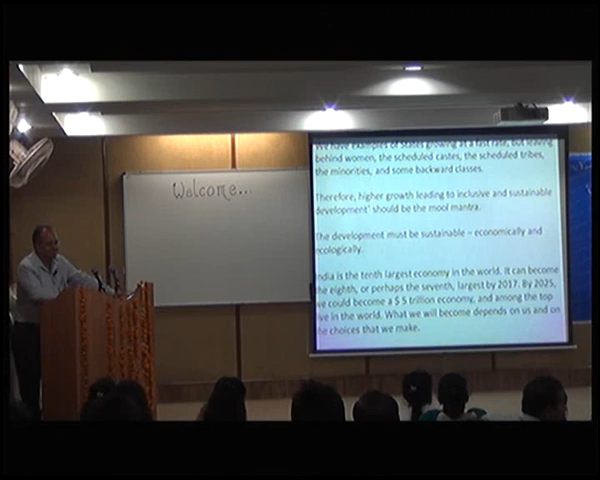 Welcome...
We have examples of States growing at a fast rate, but leaving
behind women, the scheduled castes, the scheduled tribes,
the minorities, and some backward classes.
Therefore, higher growth leading to inclusive and sustainable
development' should be the mool mantra.
The development must be sustainable – economically and
ecologically.
India is the tenth largest economy in the world. It can become
the eighth, or perhaps the seventh, largest by 2017. By 2025,
we could become a $ 5 trillion economy, and among the top
five in the world. What we will become depends on us and on
the choices that we make.